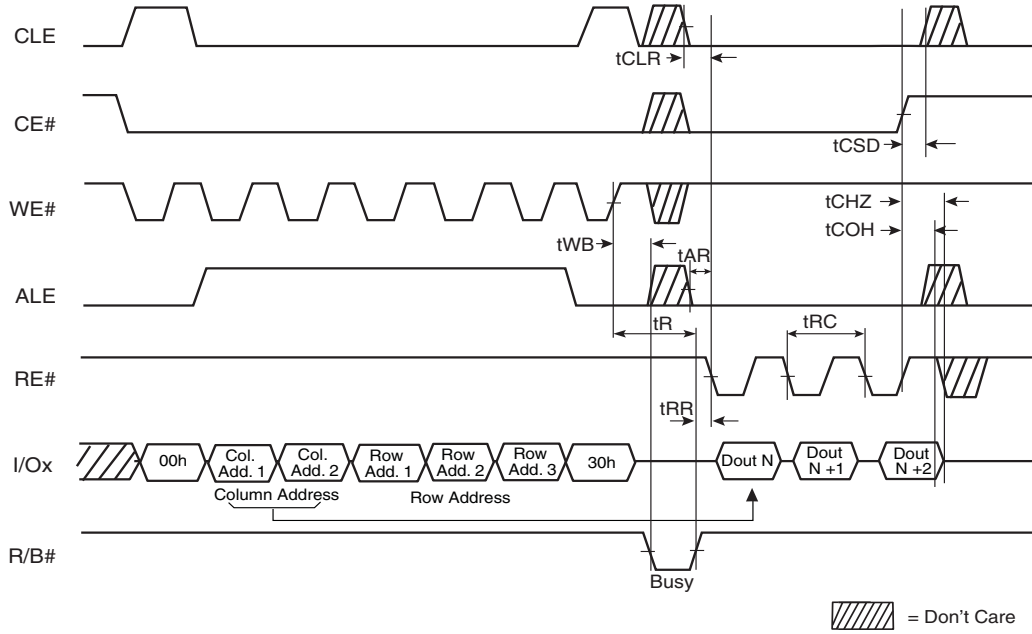 CLE
tCLR
CE#
tCSD
WE#
tCHZ
tCOH
tWB
tAR
ALE
tR
tRC
RE#
tRR
I/Ox
00h
Col.
Add. 1
Col.
Add. 2
Row
Add. 1
Row
Add. 2
Row
Add. 3
30h
Dout N
Dout
N +1
Dout
N +2
Column Address
Row Address
R/B#
Busy
= Don't Care